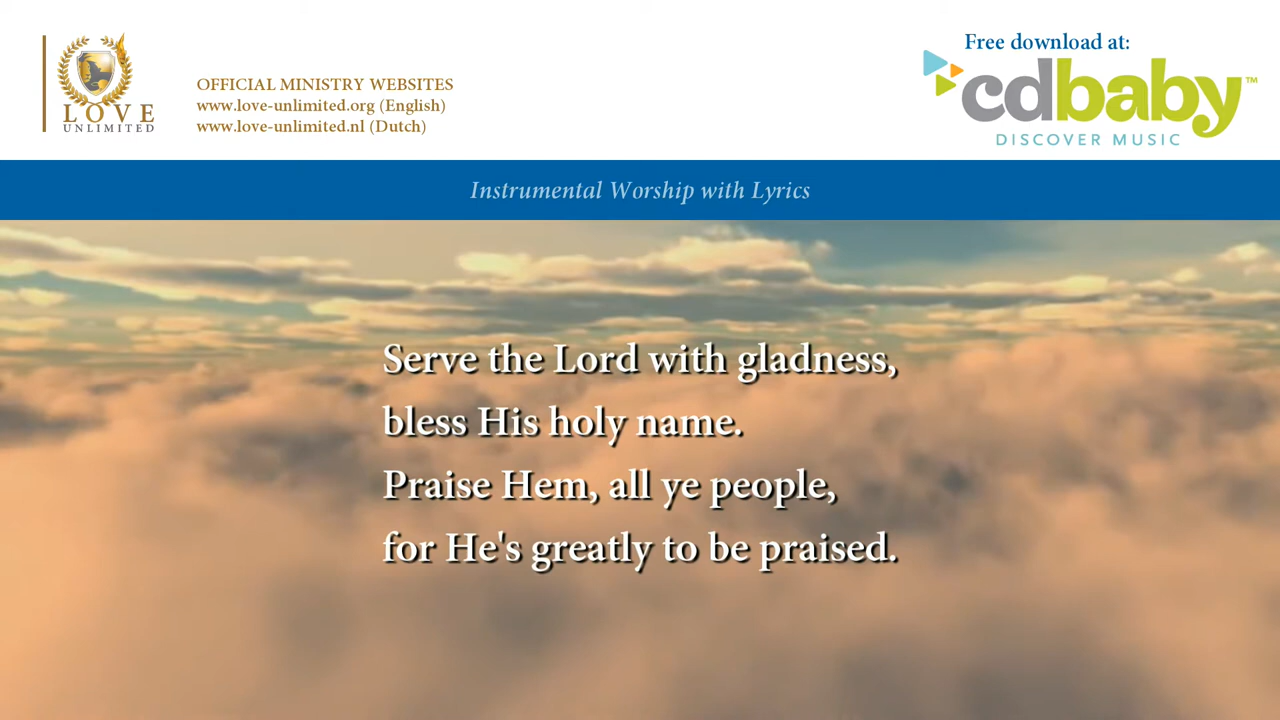 LOVE
UNLIMITED
OFFICIAL MINISTRY WEBSITES
www.love-unlimited.org (English)
www.love-unlimited.nl (Dutch)
Free download at:
cdbaby™
DISCOVER MUSIC
Instrumental Worship with Lyrics
Serve the Lord with gladness,
bless His holy name.
Praise Hem, all ye people,
for He's greatly to be praised.